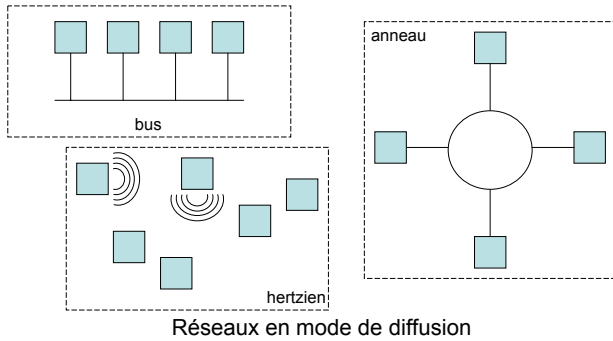 anneau
bus
hertzien
Réseaux en mode de diffusion